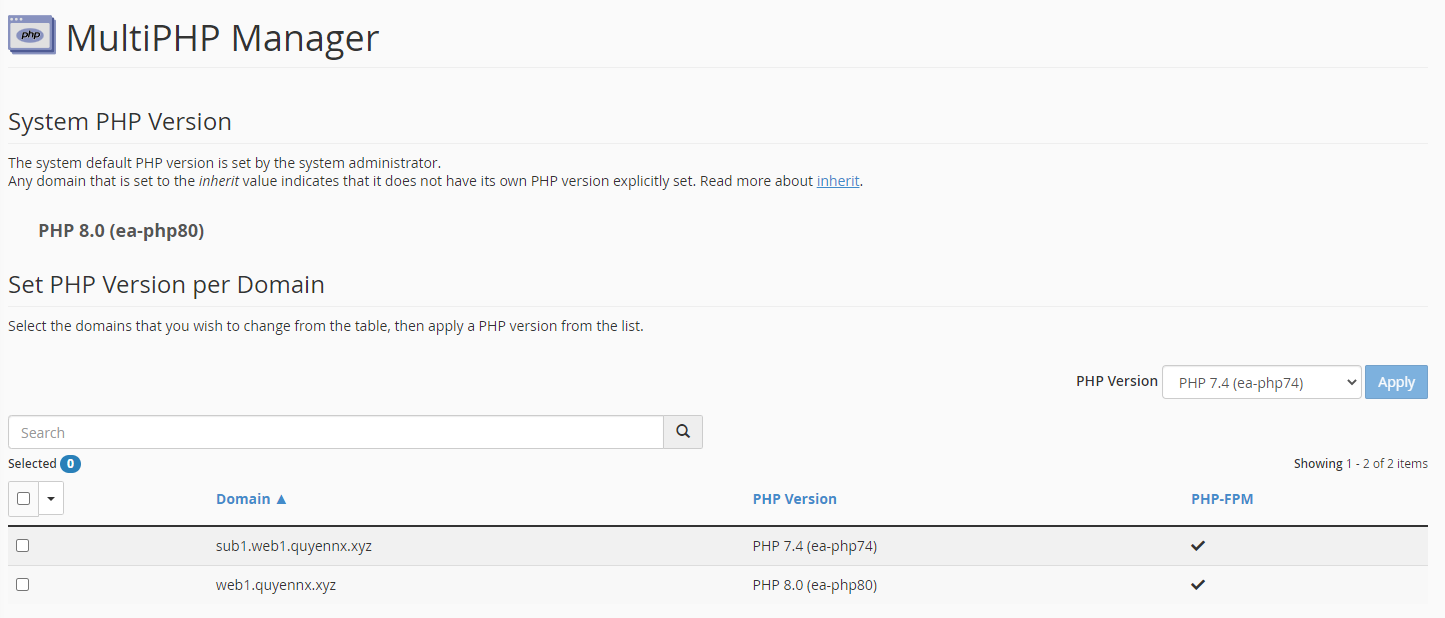 php MultiPHP Manager
System PHP Version
The system default PHP version is set by the system administrator.
Any domain that is set to the inherit value indicates that it does not have its own PHP version explicitly set. Read more about inherit.
PHP 8.0 (ea-php80)
Set PHP Version per Domain
Select the domains that you wish to change from the table, then apply a PHP version from the list.
PHP Version PHP 7.4 (ea-php74) Apply
Search
Selected 0 Showing 1 - 2 of 2 items
Domain ▲ PHP Version PHP-FPM
sub1.web1.quyennx.xyz PHP 7.4 (ea-php74) ✔
web1.quyennx.xyz PHP 8.0 (ea-php80) ✔